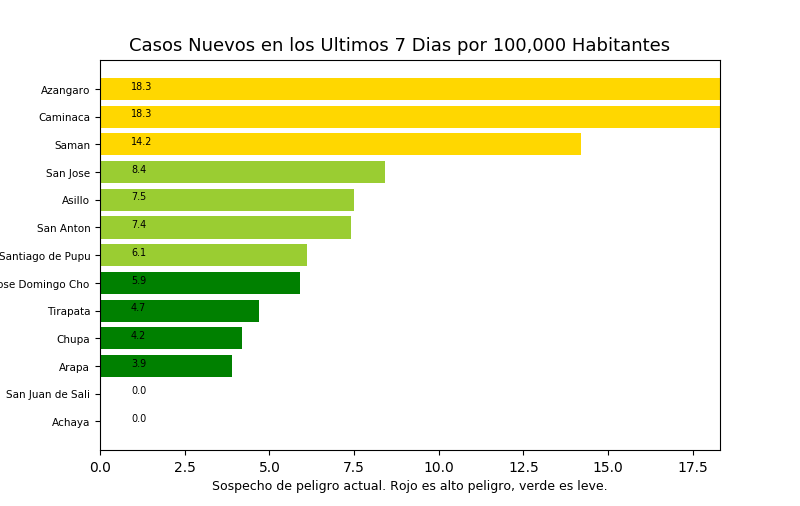 Casos Nuevos en los Ultimos 7 Dias por 100,000 Habitantes
Azangaro 18.3
Caminaca 18.3
Saman 14.2
San Jose 8.4
Asillo 7.5
San Anton 7.4
Santiago de Pupu 6.1
ose Domingo Cho 5.9
Tirapata 4.7
Chupa 4.2
Arapa 3.9
San Juan de Sali 0.0
Achaya 0.0
0.0 2.5 5.0 7.5 10.0 12.5 15.0 17.5
Sospecho de peligro actual. Rojo es alto peligro, verde es leve.